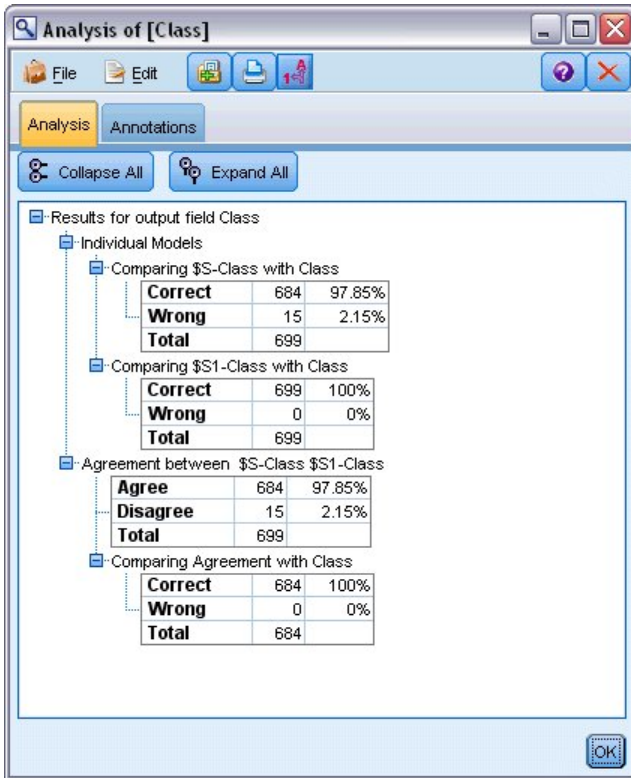 Analysis of [Class]
File Edit
Analysis Annotations
Collapse All Expand All
Results for output field Class
Individual Models
Comparing $S-Class with Class
Correct 684 97.85%
Wrong 15 2.15%
Total 699
Comparing $S1-Class with Class
Correct 699 100%
Wrong 0 0%
Total 699
Agreement between $S-Class $S1-Class
Agree 684 97.85%
Disagree 15 2.15%
Total 699
Comparing Agreement with Class
Correct 684 100%
Wrong 0 0%
Total 684
OK